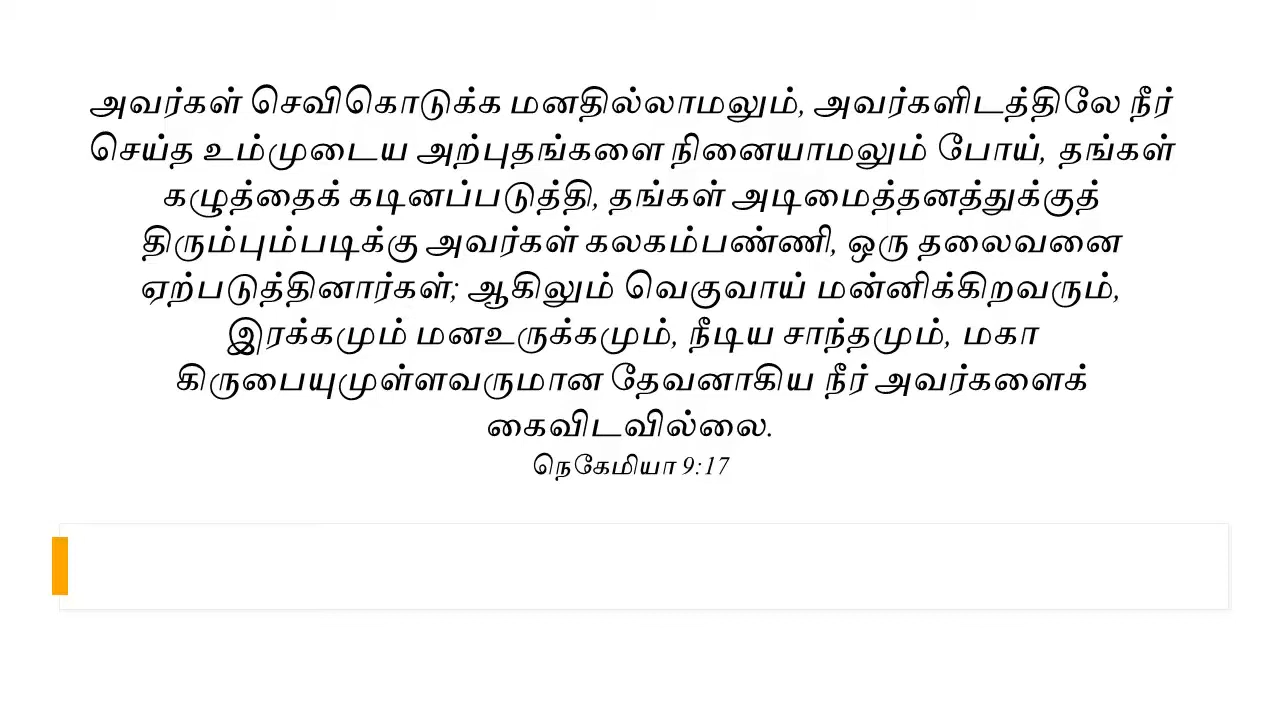 அவர்கள் செவிகொடுக்க மனதில்லாமலும், அவர்களிடத்திலே நீர்
செய்த உம்முடைய அற்புதங்களை நினையாமலும் போய், தங்கள்
கழுத்தைக் கடினப்படுத்தி, தங்கள் அடிமைத்தனத்துக்குத்
திரும்பும்படிக்கு அவர்கள் கலகம்பண்ணி, ஒரு தலைவனை
ஏற்படுத்தினார்கள்; ஆகிலும் வெகுவாய் மன்னிக்கிறவரும்,
இரக்கமும் மனஉருக்கமும், நீடிய சாந்தமும், மகா
கிருபையுமுள்ளவருமான தேவனாகிய நீர் அவர்களைக்
கைவிடவில்லை.
நெகேமியா 9:17